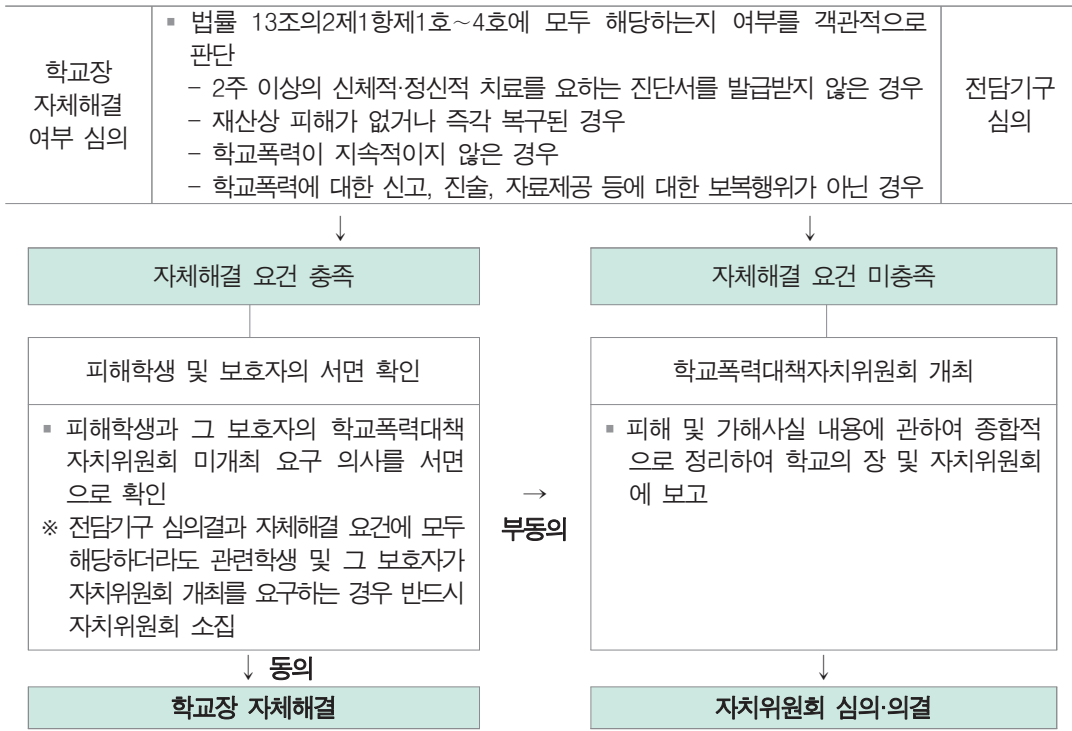 학교장
자체해결
여부 심의
▪ 법률 13조의2제1항제1호~4호에 모두 해당하는지 여부를 객관적으로
판단
- 2주 이상의 신체적·정신적 치료를 요하는 진단서를 발급받지 않은 경우
- 재산상 피해가 없거나 즉각 복구된 경우
- 학교폭력이 지속적이지 않은 경우
- 학교폭력에 대한 신고, 진술, 자료제공 등에 대한 보복행위가 아닌 경우
전담기구
심의
↓
↓
자체해결 요건 충족
자체해결 요건 미충족
피해학생 및 보호자의 서면 확인
▪ 피해학생과 그 보호자의 학교폭력대책
자치위원회 미개최 요구 의사를 서면
으로 확인
※ 전담기구 심의결과 자체해결 요건에 모두
해당하더라도 관련학생 및 그 보호자가
자치위원회 개최를 요구하는 경우 반드시
자치위원회 소집
→
부동의
학교폭력대책자치위원회 개최
▪ 피해 및 가해사실 내용에 관하여 종합적
으로 정리하여 학교의 장 및 자치위원회
에 보고
↓ 동의
↓
학교장 자체해결
자치위원회 심의·의결